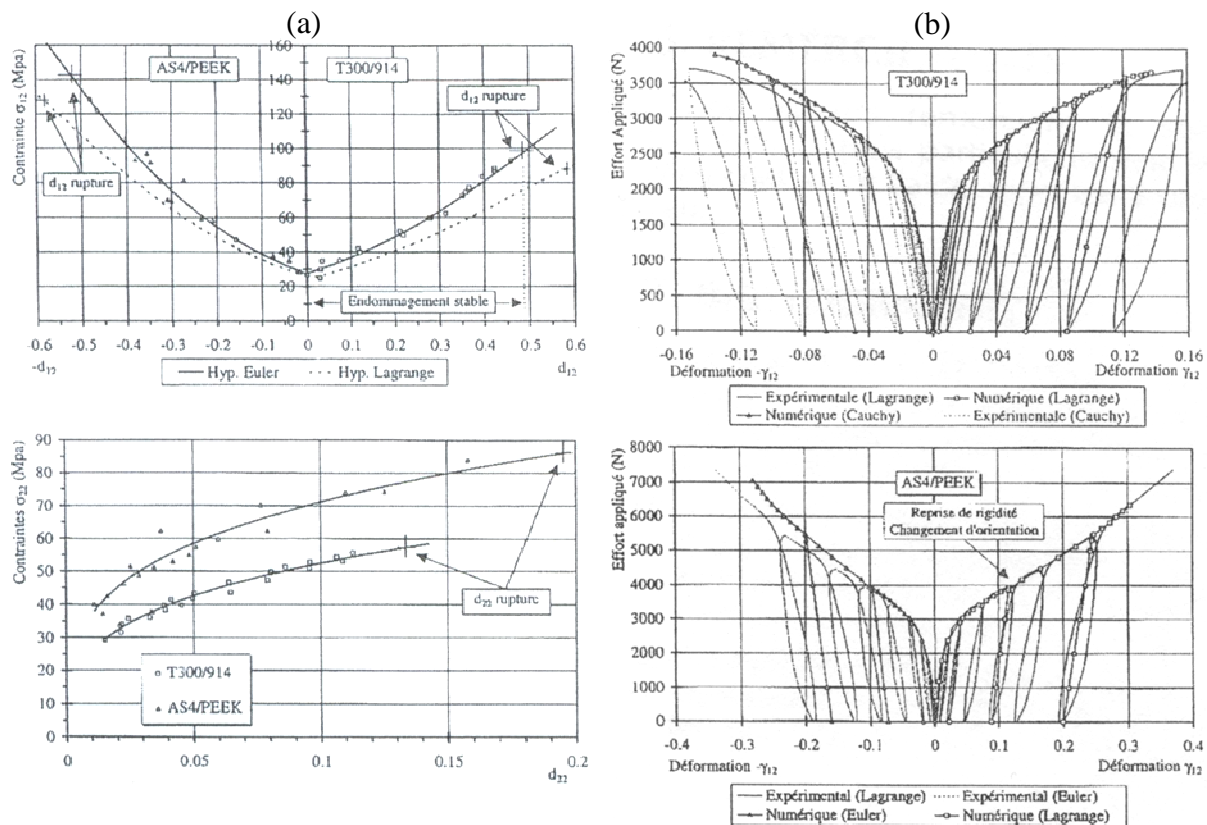 (a)
Contrainte σ12 (Mpa)
160
140
120
100
80
60
40
20
0
AS4/PEEK
T300/914
d12 rupture
d12 rupture
Endommagement stable
-0.6 -0.5 -0.4 -0.3 -0.2 -0.1 0 0.1 0.2 0.3 0.4 0.5 0.6
-d12
d12
Hyp. Euler
Hyp. Lagrange
(b)
Effort Appliqué (N)
4000
3500
3000
2500
2000
1500
1000
500
0
T300/914
-0.16 -0.12 -0.08 -0.04 0 0.04 0.08 0.12 0.16
Déformation -γ12
Déformation γ12
Expérimentale (Lagrange)
Numérique (Lagrange)
Numérique (Cauchy)
Expérimentale (Cauchy)
Contraintes σ22 (Mpa)
90
80
70
60
50
40
30
20
10
0
d22 rupture
T300/914
AS4/PEEK
0 0.05 0.1 0.15 0.2
d22
Effort appliqué (N)
8000
7000
6000
5000
4000
3000
2000
1000
0
AS4/PEEK
Reprise de rigidité
Changement d'orientation
-0.4 -0.3 -0.2 -0.1 0 0.1 0.2 0.3 0.4
Déformation -γ12
Déformation γ12
Expérimental (Lagrange)
Expérimental (Euler)
Numérique (Euler)
Numérique (Lagrange)